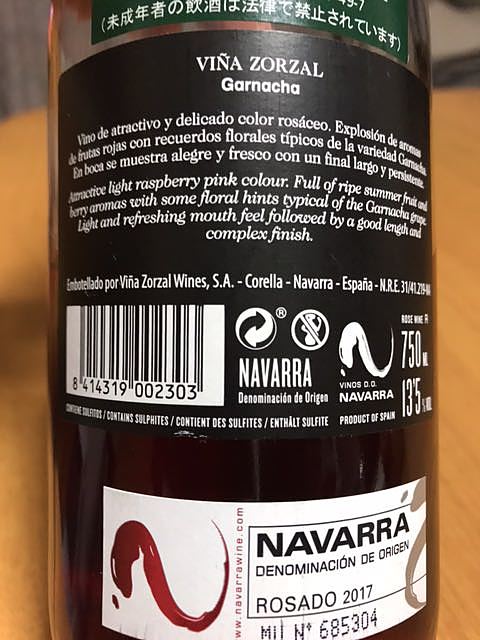 (未成年者の飲酒は法律で禁止されています)
VIÑA ZORZAL
Garnacha
Vino de atractivo y delicado color rosáceo. Explosión de aromas
de frutas rojas con recuerdos florales típicos de la variedad Garnacha.
En boca se muestra alegre y fresco con un final largo y persistente.
Attractive light raspberry pink colour. Full of ripe summer fruit and
berry aromas with some floral hints typical of the Garnacha grape.
Light and refreshing mouth feel followed by a good length and
complex finish.
Embotellado por Viña Zorzal Wines, S.A. - Corella - Navarra - España - N.R.E. 31/41.219-NA
8 414319 002303
CONTIENE SULFITOS / CONTAINS SULPHITES / CONTIENT DES SULFITES / ENTHÄLT SULFITE
®
NAVARRA
Denominación de Origen
VINOS D.O.
NAVARRA
PRODUCT OF SPAIN
ROSE WINE
750 ML
13'5 % VOL.
www.navarrawine.com
NAVARRA
DENOMINACIÓN DE ORIGEN
ROSADO 2017
MIl Nº 685304